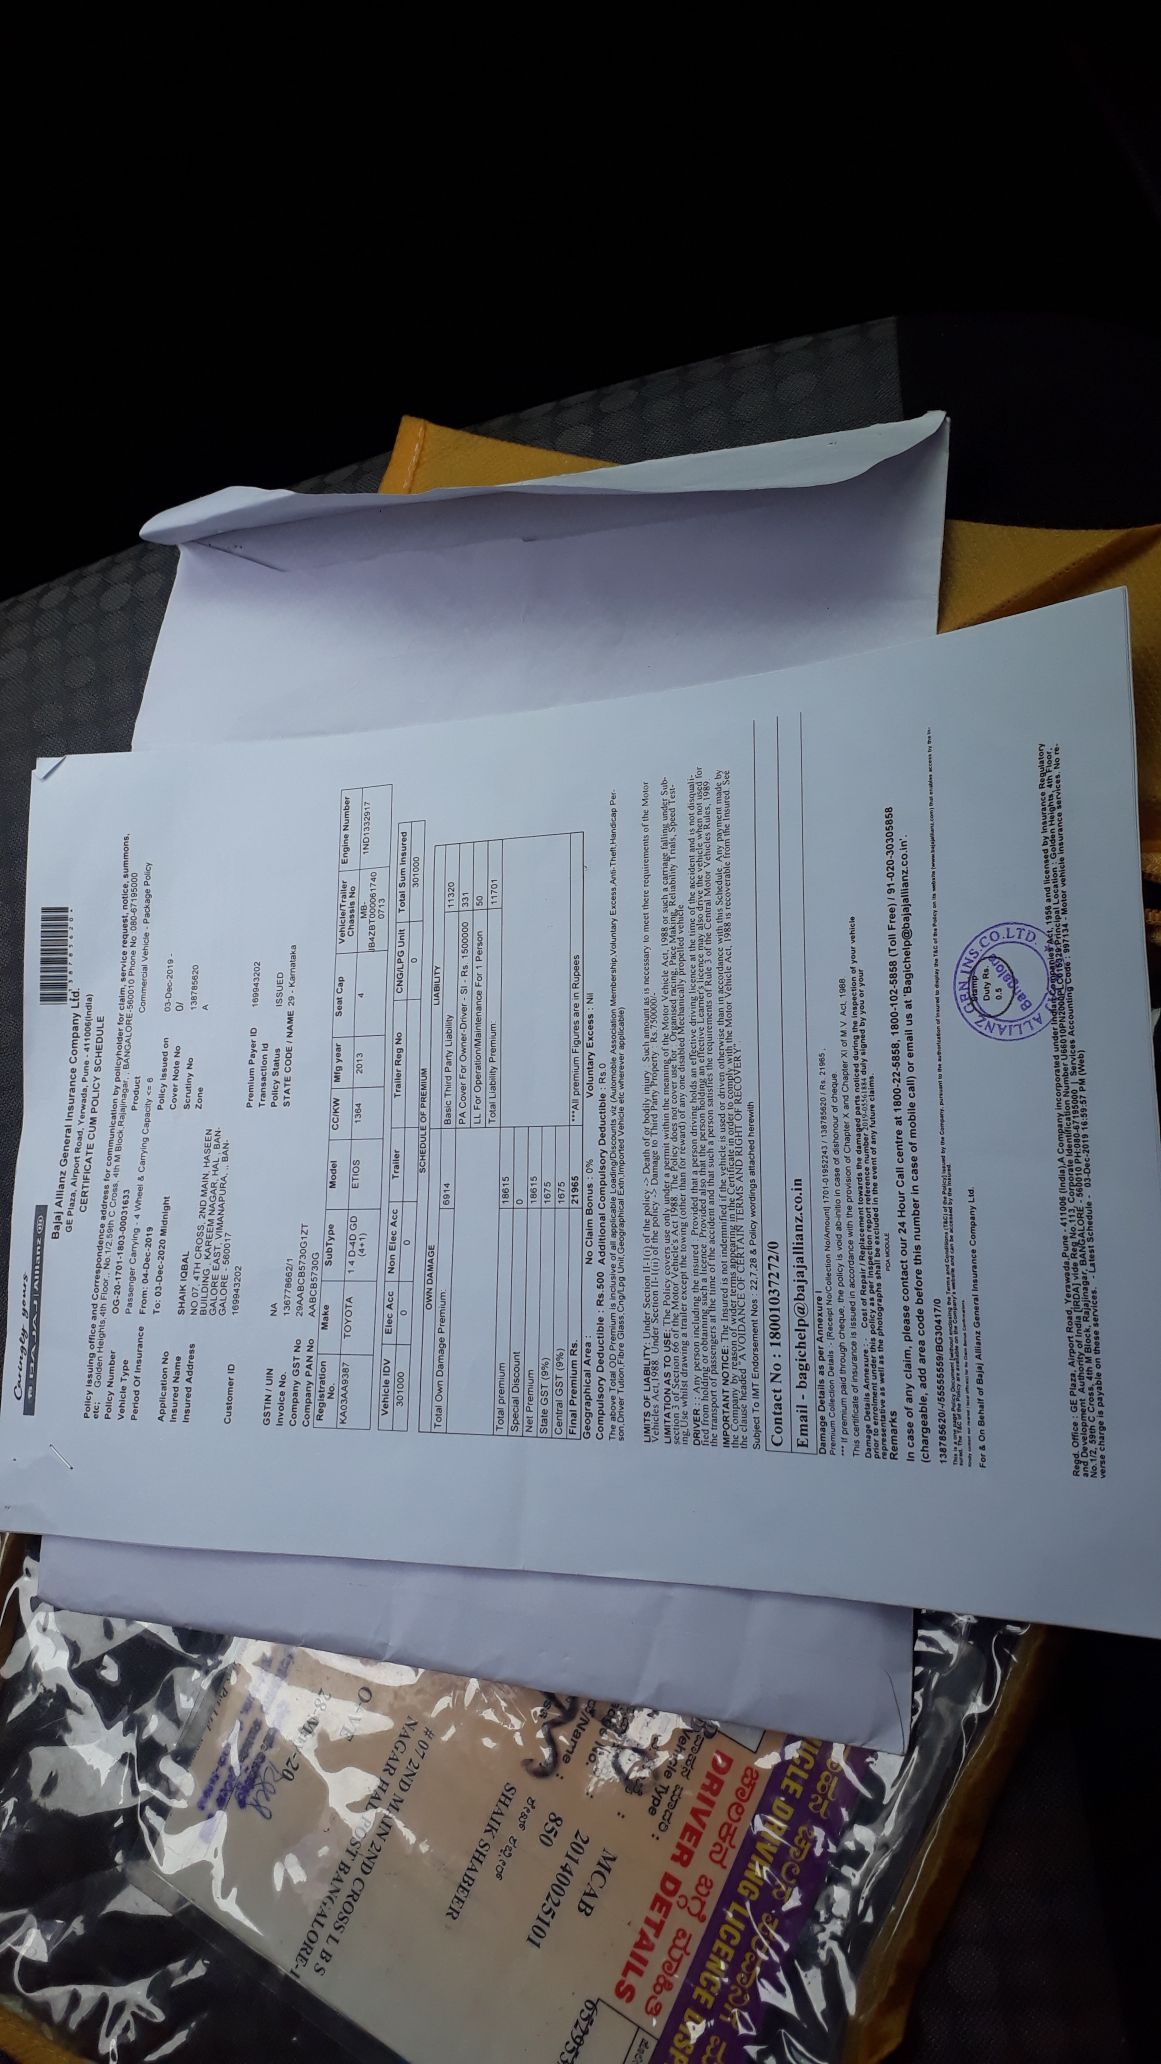 Caringly yours
BAJAJ Allianz
Bajaj Allianz General Insurance Company Ltd.
GE Plaza, Airport Road, Yerwada, Pune - 411006(India)
CERTIFICATE CUM POLICY SCHEDULE
Policy issuing office and Correspondence address for communication by policyholder for claim, service request, notice, summons,
etc: Golden Heights, 4th Floor, No.1/2,59th C Cross, 4th M Block,Rajajinagar, BANGALORE-560010 Phone No :080-67195000
Policy Number OG-20-1701-1803-00031633 Product Commercial Vehicle - Package Policy
Vehicle Type Passenger Carrying - 4 Wheel & Carrying Capacity <= 6
Period Of Insurance From: 04-Dec-2019 Policy Issued on 03-Dec-2019 -
To: 03-Dec-2020 Midnight Cover Note No 0/
Application No Scrutiny No 138785620
Insured Name SHAIK IQBAL Zone A
Insured Address NO 07, 4TH CROSS, 2ND MAIN, HASEEN
BUILDING , KAREEM NAGAR, HAL , BAN-
GALORE EAST, VIMANAPURA, .. BAN-
GALORE - 560017
Customer ID 169943202 Premium Payer ID 169943202
Transaction Id
GSTIN / UIN NA Policy Status ISSUED
Invoice No. 136778662/1 STATE CODE / NAME 29 - Karnataka
Company GST No 29AABCB5730G1ZT
Company PAN No AABCB5730G
Registration No. Make SubType Model CC/KW Mfg year Seat Cap Vehicle/Trailer Chassis No Engine Number
KA03AA9387 TOYOTA 1.4 D-4D GD (4+1) ETIOS 1364 2013 4 MB-JB4ZBT0000617400713 1ND1332917
Vehicle IDV Elec Acc Non Elec Acc Trailer Trailer Reg No CNG/LPG Unit Total Sum Insured
301000 0 0 0 0 301000
SCHEDULE OF PREMIUM
OWN DAMAGE LIABILITY
Total Own Damage Premium: 6914 Basic Third Party Liability 11320
PA Cover For Owner-Driver - SI - Rs. 1500000 331
LL For Operation/Maintenance For 1 Person 50
Total Liability Premium: 11701
Total premium 18615
Special Discount 0
Net Premium 18615
State GST (9%) 1675
Central GST (9%) 1675
Final Premium Rs. 21965 ***All premium Figures are in Rupees
Geographical Area : No Claim Bonus : 0% Voluntary Excess : Nil
Compulsory Deductible : Rs.500 Additional Compulsory Deductible : Rs.0
The above Total OD Premium is inclusive of all applicable Loading/Discounts viz (Automobile Association Membership,Voluntary Excess,Anti-Theft,Handicap Per-
son,Driver Tution,Fibre Glass,Cng/Lpg Unit,Geographical Extn,Imported Vehicle etc wherever applicable)
LIMITS OF LIABILITY: Under Section II-1(i) of the policy -> Death of or bodily injury : Such amount as is necessary to meet there requirements of the Motor
Vehicles Act,1988. Under Section II-1(ii) of the policy -> Damage to Third Party Property : Rs.750000/-
LIMITATION AS TO USE: The Policy covers use only under a permit within the meaning of the Motor Vehicle Act, 1988 or such a carriage falling under Sub-
section 3 of Section 66 of the Motor Vehicle's Act 1988. The Policy does not cover use for : Organised racing, Pace Making, Reliability Trials, Speed Test-
ing,Use whilst drawing a trailer except the towing (other than for reward) of any one disabled Mechanically propelled vehicle
DRIVER : : Any person including the insured : Provided that a person driving holds an effective driving licence at the time of the accident and is not disquali-
fied from holding or obtaining such a licence. Provided also that the person holding an effective Learner's licence may also drive the vehicle when not used for
the transport of passengers at the time of the accident and that such a person satisfies the requirements of Rule 3 of the Central Motor Vehicles Rules, 1989.
IMPORTANT NOTICE: The Insured is not indemnified if the vehicle is used or driven otherwise than in accordance with this Schedule. Any payment made by
the Company by reason of wider terms appearing in the Certificate in order to comply with the Motor Vehicle Act, 1988 is recoverable from the Insured. See
the clause headed "AVOIDANCE OF CERTAIN TERMS AND RIGHT OF RECOVERY".
Subject To IMT Endorsement Nos : 22,7,28 & Policy wordings attached herewith
Contact No : 18001037272/0
Email - bagichelp@bajajallianz.co.in
Damage Details as per Annexure I
Premium Collection Details : [Recept No/Collection No/Amount] 1701-01952243 / 138785620 / Rs. 21965 ,
*** If premium paid through cheque, the policy is void ab-initio in case of dishonour of cheque.
This certificate of insurance is issued in accordance with the provision of Chapter X and Chapter XI of M.V. Act, 1988
Damage Details Annexure : Cost of Repair / Replacement towards the damaged parts noticed during the inspection of your vehicle
prior to enrolment under this policy as per inspection report reference number duly signed by you or your
representative as well as the photographs shall be excluded in the event of any future claims.
Remarks
In case of any claim, please contact our 24 Hour Call centre at 1800-22-5858, 1800-102-5858 (Toll Free) / 91-020-30305858
(chargeable, add area code before this number in case of mobile call) or email us at 'Bagichelp@bajajallianz.co.in'.
138785620/-/55555559/BG30417/0
For & On Behalf of Bajaj Allianz General Insurance Company Ltd.
Stamp
Duty Rs.
0.5
Bangalore
Regd. Office : GE Plaza, Airport Road, Yerawada,Pune - 411006 (India).A Company incorporated under Indian Companies Act, 1956 and licensed by Insurance Regulatory
and Development Authority of India [IRDA] vide Reg No.113, Corporate Identification Number Principal Location : Golden Heights, 4th Floor,
No.1/2, 59th C Cross, 4th M Block, Rajajinagar, BANGALORE - 560010 PH:080-67195000 | Services Accounting Code : 997134 - Motor vehicle insurance services. No re-
verse charge is payable on these services. - Latest Schedule : 03-Dec-2019 16:59:57 PM (Web)
DRIVER DETAILS
MCAB
20140025101
850
SHAIK SHABEER
# 07 2ND MAIN 2ND CROSS L B S
NAGAR HAL POST BANGALORE-1